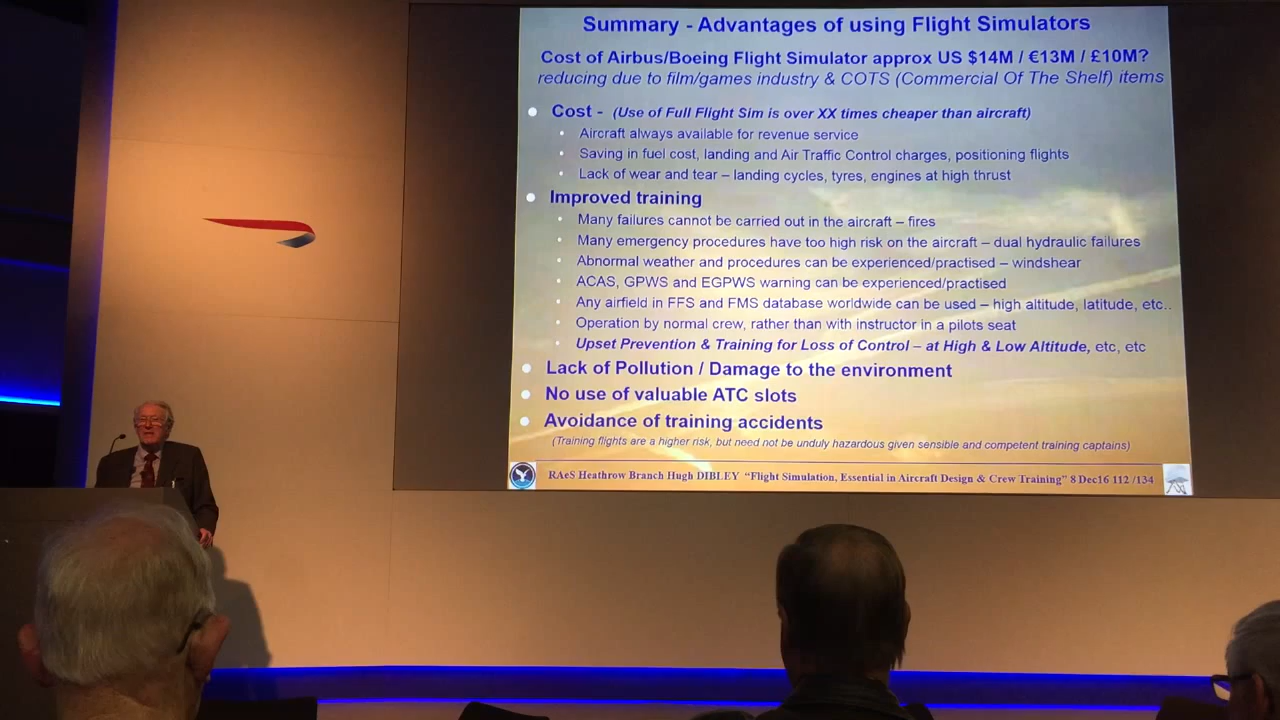 Summary - Advantages of using Flight Simulators
Cost of Airbus/Boeing Flight Simulator approx US $14M / €13M / £10M?
reducing due to film/games industry & COTS (Commercial Of The Shelf) items
Cost - (Use of Full Flight Sim is over XX times cheaper than aircraft)
Aircraft always available for revenue service
Saving in fuel cost, landing and Air Traffic Control charges, positioning flights
Lack of wear and tear – landing cycles, tyres, engines at high thrust
Improved training
Many failures cannot be carried out in the aircraft – fires
Many emergency procedures have too high risk on the aircraft – dual hydraulic failures
Abnormal weather and procedures can be experienced/practised – windshear
ACAS, GPWS and EGPWS warning can be experienced/practised
Any airfield in FFS and FMS database worldwide can be used – high altitude, latitude, etc..
Operation by normal crew, rather than with instructor in a pilots seat
Upset Prevention & Training for Loss of Control – at High & Low Altitude, etc, etc
Lack of Pollution / Damage to the environment
No use of valuable ATC slots
Avoidance of training accidents
(Training flights are a higher risk, but need not be unduly hazardous given sensible and competent training captains)
RAeS Heathrow Branch Hugh DIBLEY "Flight Simulation, Essential in Aircraft Design & Crew Training" 8 Dec16 112 /134